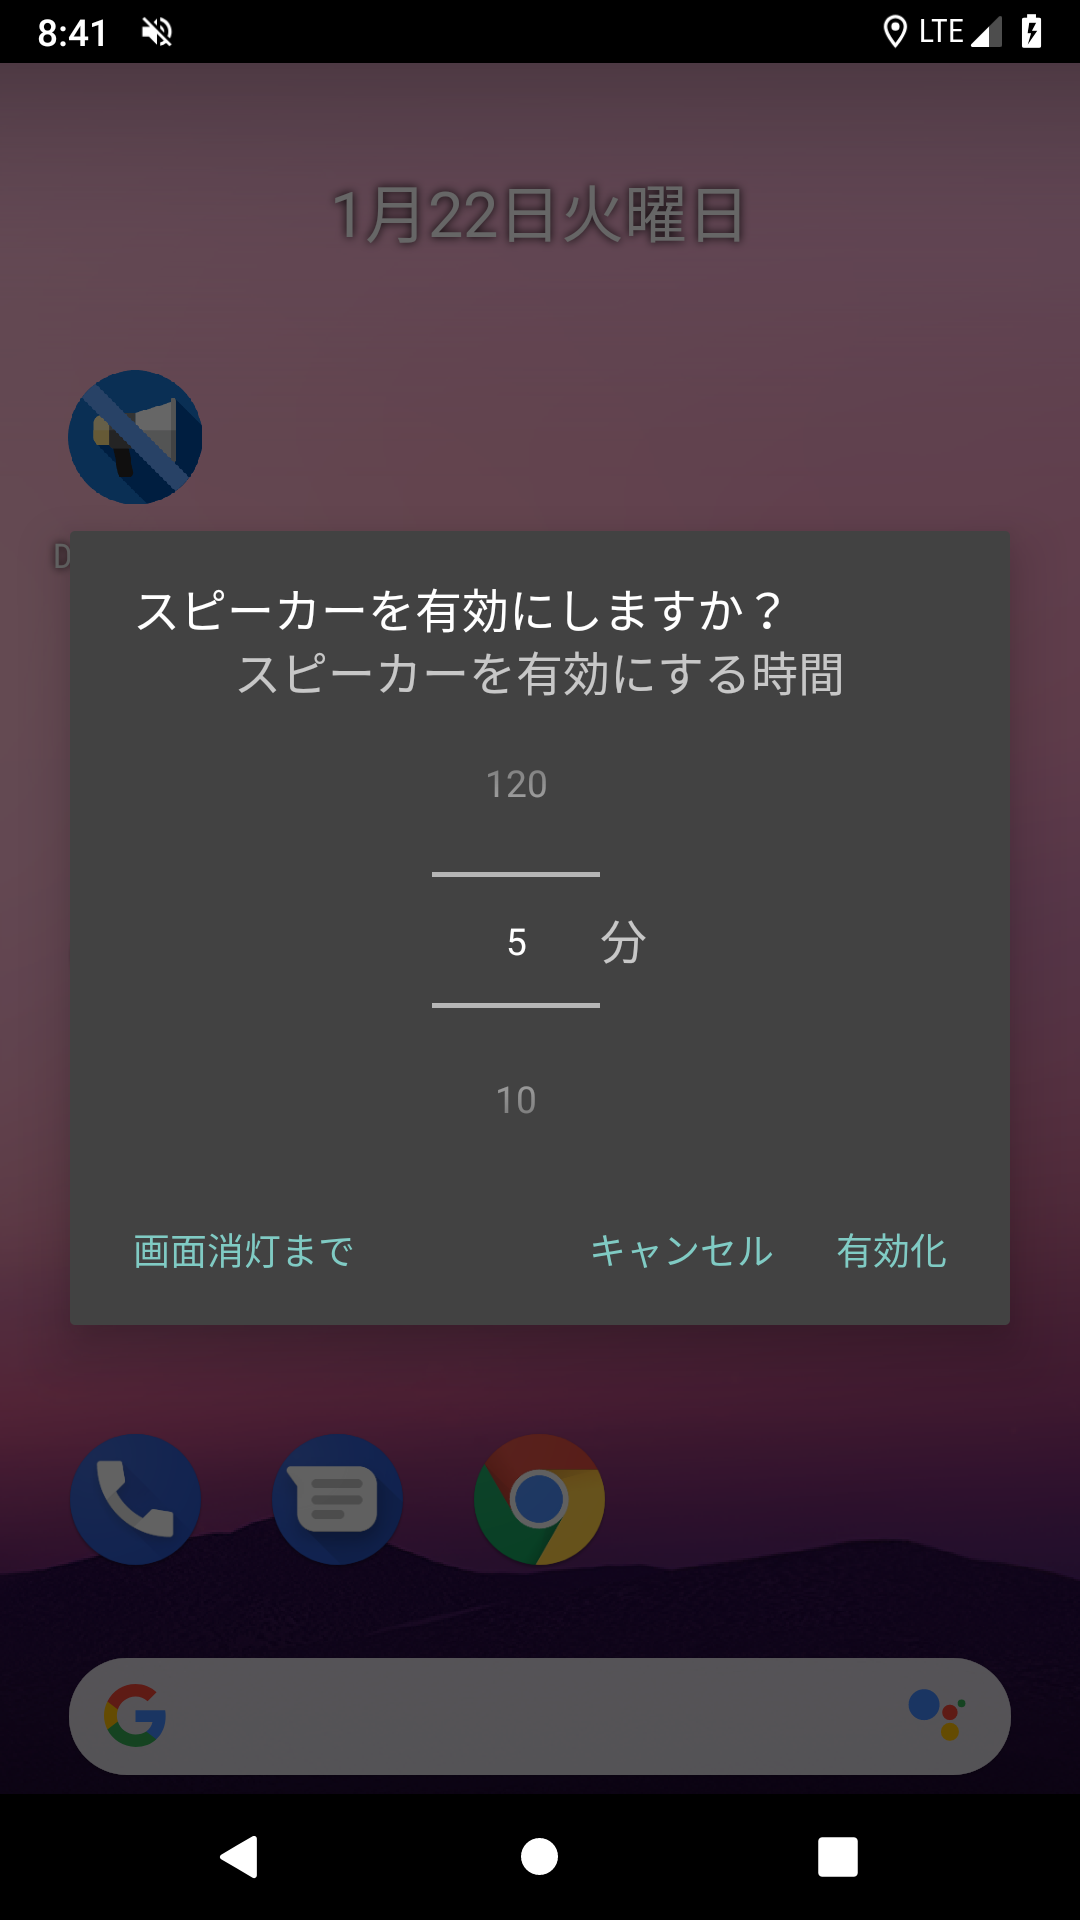 8:41
LTE
1月22日火曜日
D
スピーカーを有効にしますか？
スピーカーを有効にする時間
120
5 分
10
画面消灯まで キャンセル 有効化